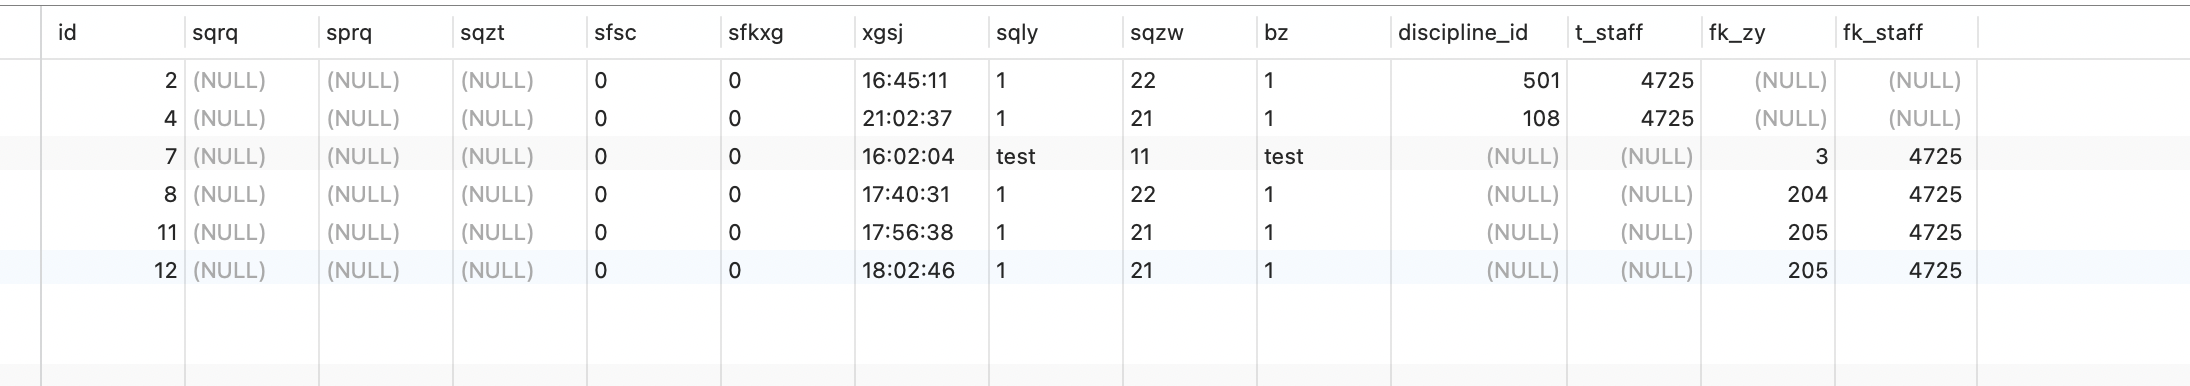 id sqrq sprq sqzt sfsc sfkxg xgsj sqly sqzw bz discipline_id t_staff fk_zy fk_staff
2 (NULL) (NULL) (NULL) 0 0 16:45:11 1 22 1 501 4725 (NULL) (NULL)
4 (NULL) (NULL) (NULL) 0 0 21:02:37 1 21 1 108 4725 (NULL) (NULL)
7 (NULL) (NULL) (NULL) 0 0 16:02:04 test 11 test (NULL) (NULL) 3 4725
8 (NULL) (NULL) (NULL) 0 0 17:40:31 1 22 1 (NULL) (NULL) 204 4725
11 (NULL) (NULL) (NULL) 0 0 17:56:38 1 21 1 (NULL) (NULL) 205 4725
12 (NULL) (NULL) (NULL) 0 0 18:02:46 1 21 1 (NULL) (NULL) 205 4725